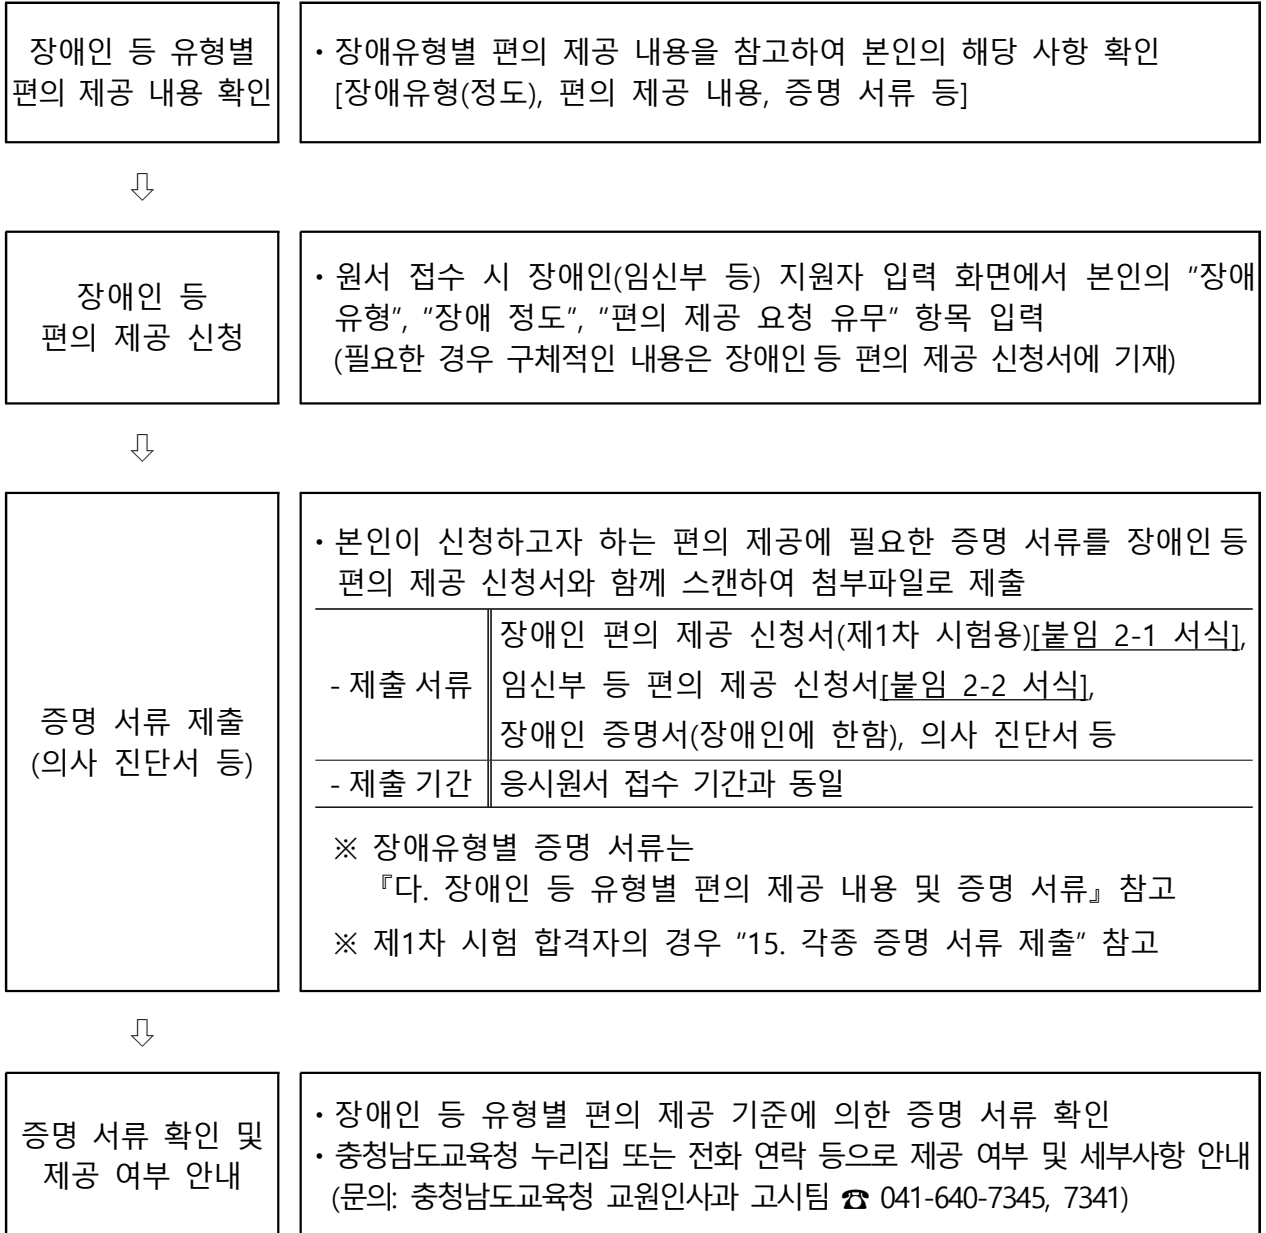 장애인 등 유형별
편의 제공 내용 확인
· 장애유형별 편의 제공 내용을 참고하여 본인의 해당 사항 확인
[장애유형(정도), 편의 제공 내용, 증명 서류 등]
⇩
장애인 등
편의 제공 신청
· 원서 접수 시 장애인(임신부 등) 지원자 입력 화면에서 본인의 “장애
유형”, “장애 정도”, “편의 제공 요청 유무” 항목 입력
(필요한 경우 구체적인 내용은 장애인 등 편의 제공 신청서에 기재)
⇩
증명 서류 제출
(의사 진단서 등)
· 본인이 신청하고자 하는 편의 제공에 필요한 증명 서류를 장애인 등
편의 제공 신청서와 함께 스캔하여 첨부파일로 제출
- 제출 서류
장애인 편의 제공 신청서(제1차 시험용)[붙임 2-1 서식],
임신부 등 편의 제공 신청서[붙임 2-2 서식],
장애인 증명서(장애인에 한함), 의사 진단서 등
- 제출 기간
응시원서 접수 기간과 동일
※ 장애유형별 증명 서류는
『다. 장애인 등 유형별 편의 제공 내용 및 증명 서류』 참고
※ 제1차 시험 합격자의 경우 “15. 각종 증명 서류 제출” 참고
⇩
증명 서류 확인 및
제공 여부 안내
· 장애인 등 유형별 편의 제공 기준에 의한 증명 서류 확인
· 충청남도교육청 누리집 또는 전화 연락 등으로 제공 여부 및 세부사항 안내
(문의: 충청남도교육청 교원인사과 고시팀 ☎ 041-640-7345, 7341)